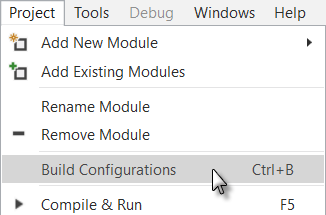 Project Tools Debug Windows Help
Add New Module
Add Existing Modules
Rename Module
Remove Module
Build Configurations Ctrl+B
Compile & Run F5